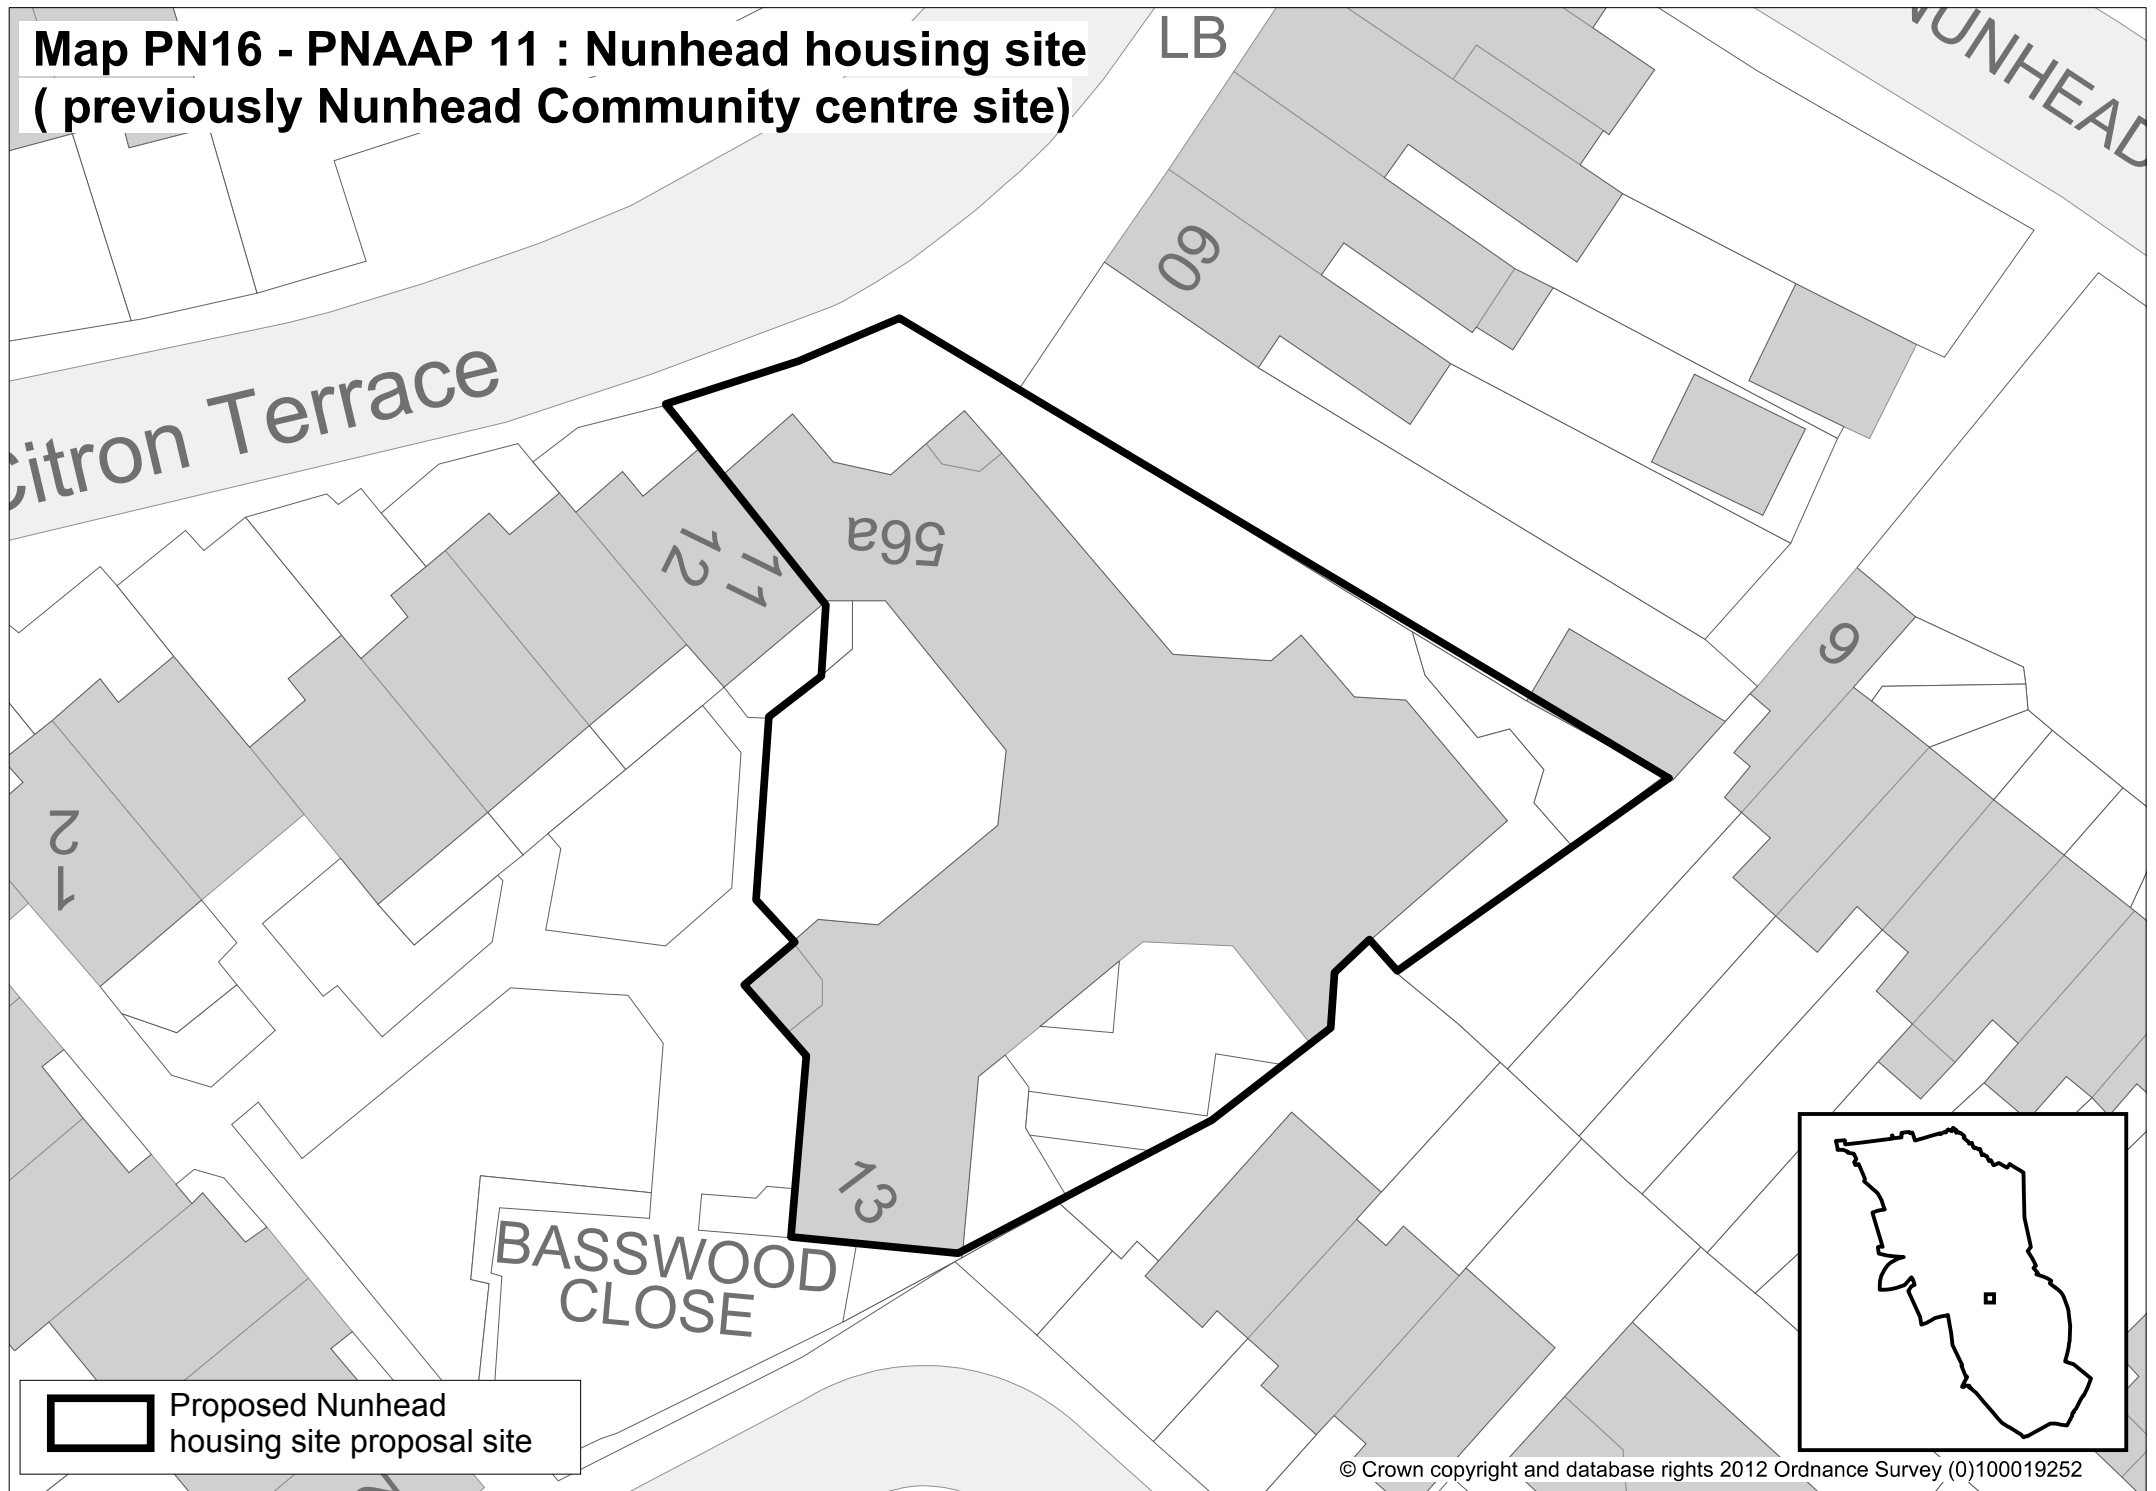 Map PN16 - PNAAP 11 : Nunhead housing site
( previously Nunhead Community centre site)
LB
NUNHEAD
60
Citron Terrace
56a
11
12
6
2
1
13
BASSWOOD
CLOSE
Proposed Nunhead
housing site proposal site
© Crown copyright and database rights 2012 Ordnance Survey (0)100019252